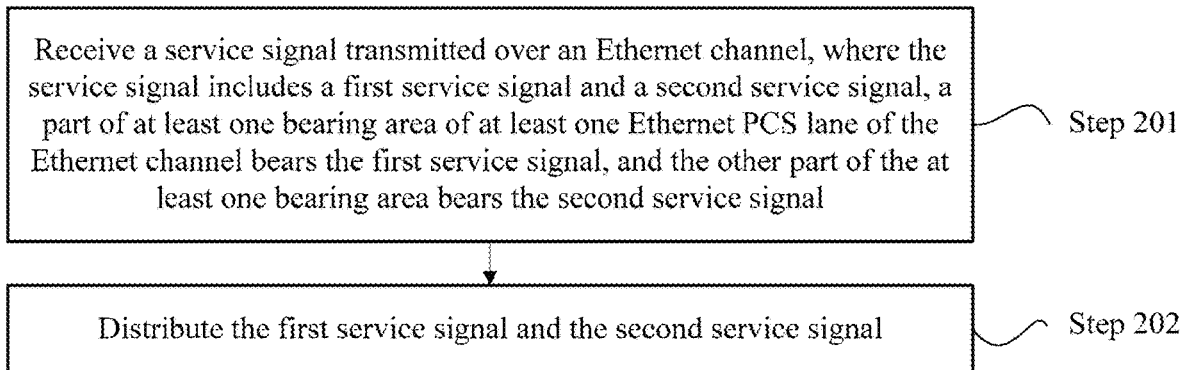 Receive a service signal transmitted over an Ethernet channel, where the
service signal includes a first service signal and a second service signal, a
part of at least one bearing area of at least one Ethernet PCS lane of the
Ethernet channel bears the first service signal, and the other part of the at
least one bearing area bears the second service signal
Step 201
Distribute the first service signal and the second service signal
Step 202